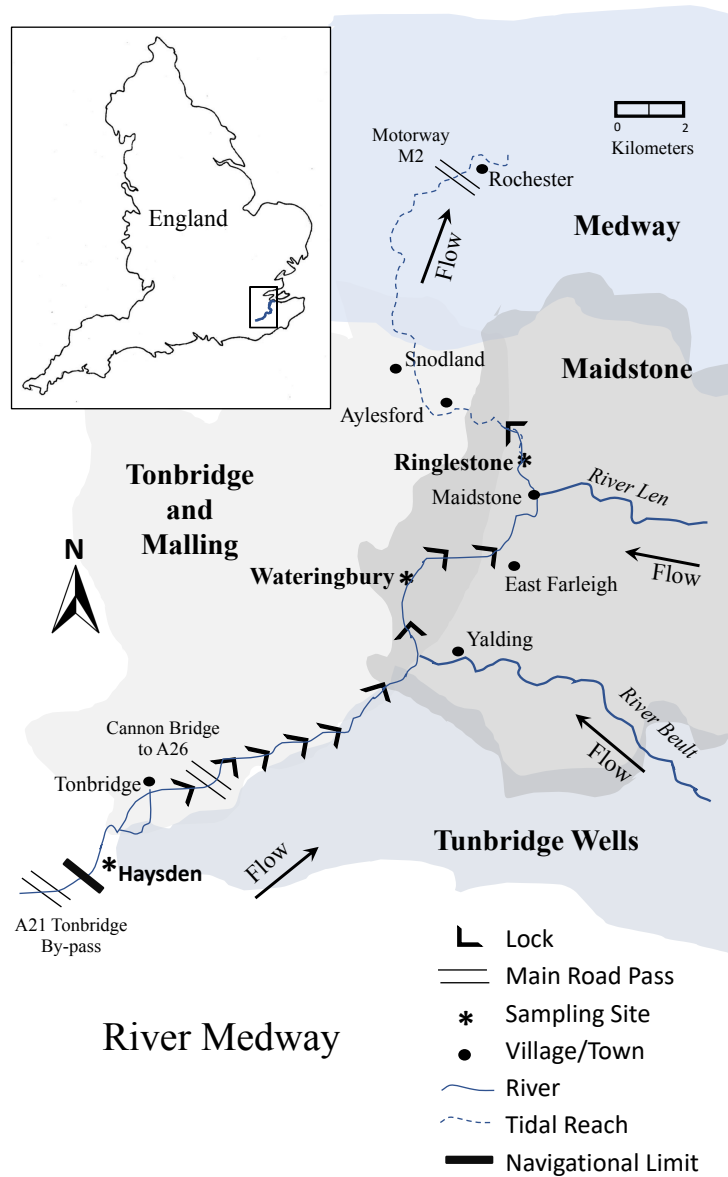 England
Motorway
M2
Rochester
0 2
Kilometers
Medway
Flow
Snodland
Maidstone
Aylesford
Ringlestone
River Len
Tonbridge
and
Malling
Maidstone
N
Wateringbury
East Farleigh
Flow
Yalding
Cannon Bridge
to A26
River Beult
Flow
Tonbridge
Tunbridge Wells
Haysden
Flow
A21 Tonbridge
By-pass
Lock
Main Road Pass
Sampling Site
Village/Town
River
Tidal Reach
Navigational Limit
River Medway